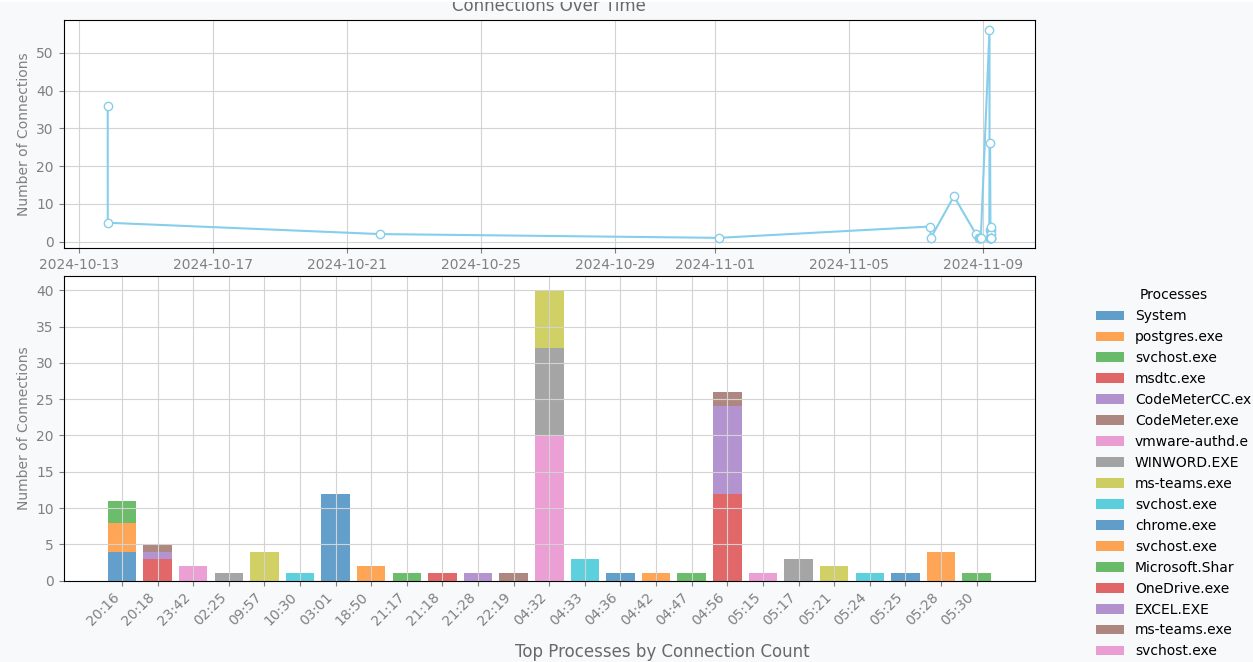 Connections Over Time
Number of Connections
50
40
30
20
10
0
2024-10-13 2024-10-17 2024-10-21 2024-10-25 2024-10-29 2024-11-01 2024-11-05 2024-11-09
Number of Connections
40
35
30
25
20
15
10
5
0
20:16 20:18 23:42 02:25 09:57 10:30 03:01 18:50 21:17 21:18 21:28 22:19 04:32 04:33 04:36 04:42 04:47 04:56 05:15 05:17 05:21 05:24 05:25 05:28 05:30
Top Processes by Connection Count
Processes
System
postgres.exe
svchost.exe
msdtc.exe
CodeMeterCC.ex
CodeMeter.exe
vmware-authd.e
WINWORD.EXE
ms-teams.exe
svchost.exe
chrome.exe
svchost.exe
Microsoft.Shar
OneDrive.exe
EXCEL.EXE
ms-teams.exe
svchost.exe